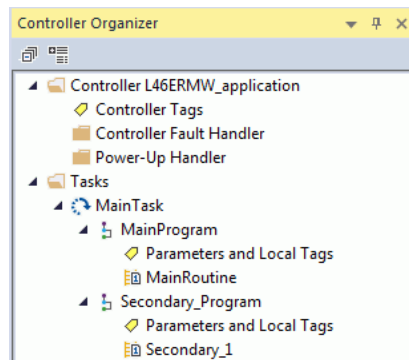 Controller Organizer
Controller L46ERMW_application
Controller Tags
Controller Fault Handler
Power-Up Handler
Tasks
MainTask
MainProgram
Parameters and Local Tags
MainRoutine
Secondary_Program
Parameters and Local Tags
Secondary_1